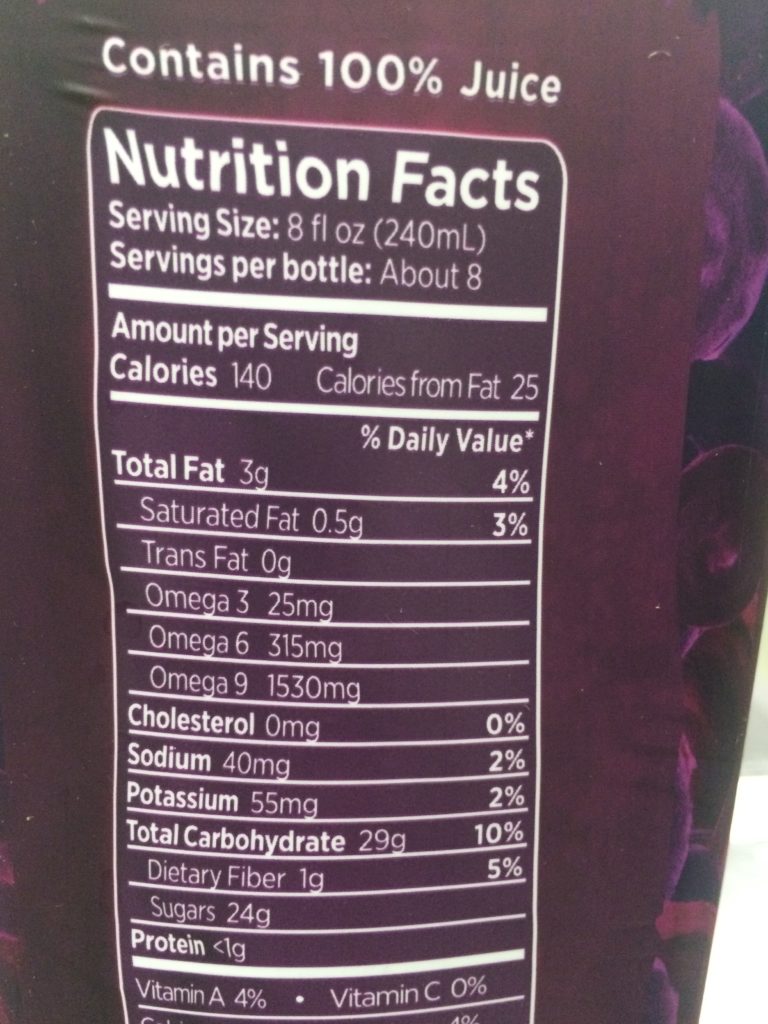 Contains 100% Juice
Nutrition Facts
Serving Size: 8 fl oz (240mL)
Servings per bottle: About 8
Amount per Serving
Calories 140 Calories from Fat 25
% Daily Value*
Total Fat 3g 4%
Saturated Fat 0.5g 3%
Trans Fat 0g
Omega 3 25mg
Omega 6 315mg
Omega 9 1530mg
Cholesterol 0mg 0%
Sodium 40mg 2%
Potassium 55mg 2%
Total Carbohydrate 29g 10%
Dietary Fiber 1g 5%
Sugars 24g
Protein <1g
Vitamin A 4% • Vitamin C 0%